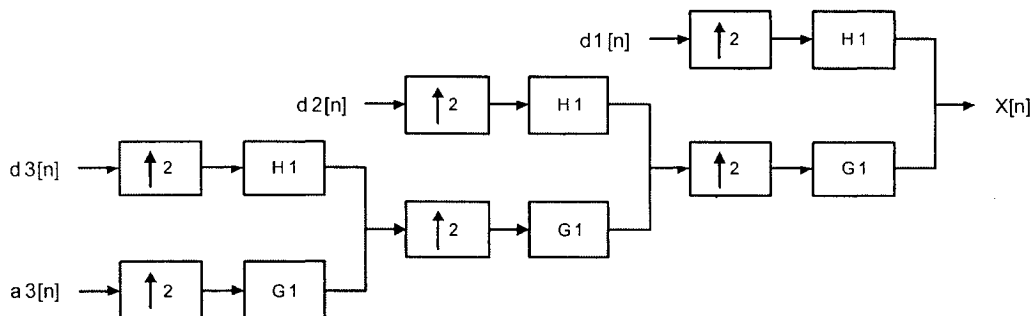 d1[n] ↑2 H1
d2[n] ↑2 H1 X[n]
d3[n] ↑2 H1 ↑2 G1
↑2 G1
a3[n] ↑2 G1